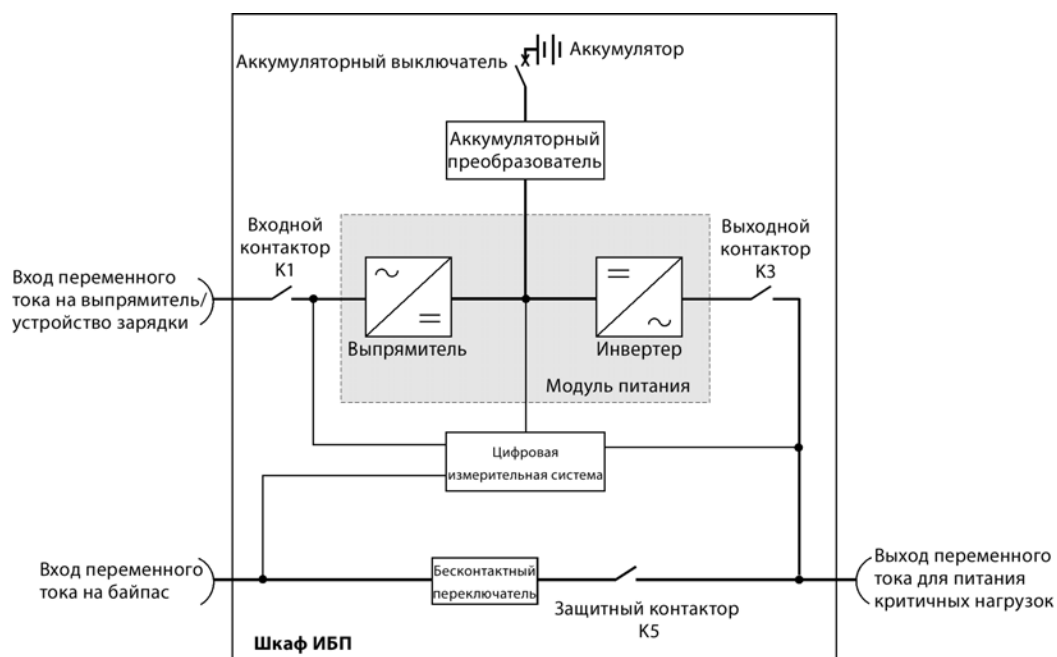 Аккумулятор
Аккумуляторный выключатель
Аккумуляторный
преобразователь
Входной
контактор
K1
Выходной
контактор
K3
Вход переменного
тока на выпрямитель/
устройство зарядки
Выпрямитель
Инвертер
Модуль питания
Цифровая
измерительная система
Вход переменного
тока на байпас
Бесконтактный
переключатель
Защитный контактор
K5
Выход переменного
тока для питания
критичных нагрузок
Шкаф ИБП